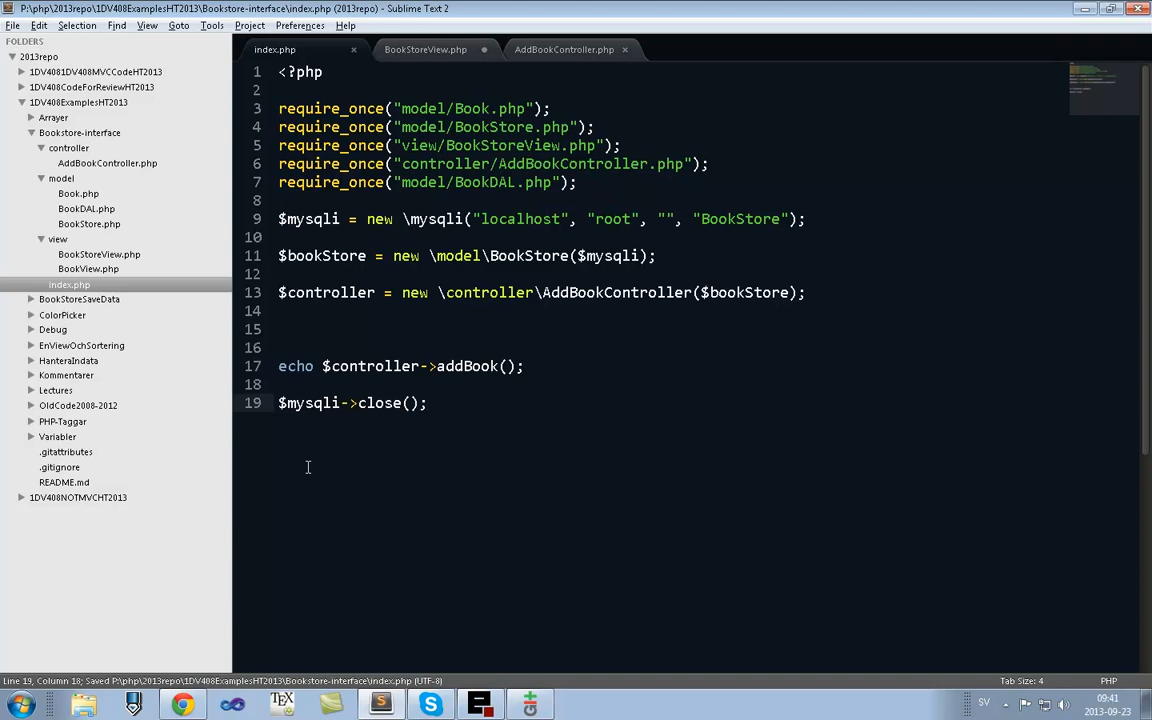 P:\php\2013repo\1DV408ExamplesHT2013\Bookstore-interface\index.php (2013repo) - Sublime Text 2
File Edit Selection Find View Goto Tools Project Preferences Help
FOLDERS
2013repo
1DV4081DV408MVCCodeHT2013
1DV408CodeForReviewHT2013
1DV408ExamplesHT2013
Arrayer
Bookstore-interface
controller
AddBookController.php
model
Book.php
BookDAL.php
BookStore.php
view
BookStoreView.php
BookView.php
index.php
BookStoreSaveData
ColorPicker
Debug
EnViewOchSortering
HanteraIndata
Kommentarer
Lectures
OldCode2008-2012
PHP-Taggar
Variabler
.gitattributes
.gitignore
README.md
1DV408NOTMVCHT2013
index.php BookStoreView.php AddBookController.php
1 <?php
2
3 require_once("model/Book.php");
4 require_once("model/BookStore.php");
5 require_once("view/BookStoreView.php");
6 require_once("controller/AddBookController.php");
7 require_once("model/BookDAL.php");
8
9 $mysqli = new \mysqli("localhost", "root", "", "BookStore");
10
11 $bookStore = new \model\BookStore($mysqli);
12
13 $controller = new \controller\AddBookController($bookStore);
14
15
16
17 echo $controller->addBook();
18
19 $mysqli->close();
Line 19, Column 18; Saved P:\php\2013repo\1DV408ExamplesHT2013\Bookstore-interface\index.php (UTF-8) Tab Size: 4 PHP
SV 09:41
2013-09-23